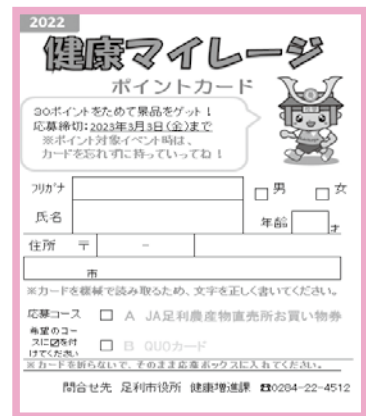 2022
健康マイレージ
ポイントカード
30ポイントをためて景品をゲット！
応募締切：2023年3月3日(金)まで
※ポイント対象イベント時は、
カードを忘れずに持っていってね！
フリガナ
□男 □女
氏名
年齢 才
住所 〒 −
市
※カードを機械で読み取るため、文字を正しく書いてください。
応募コース □ A JA足利農産物直売所お買い物券
希望のコー
スに☑を付
けてください
□ B QUOカード
※カードを折らないで、そのまま応募ボックスに入れてください。
問合せ先 足利市役所 健康増進課 ☎0284-22-4512